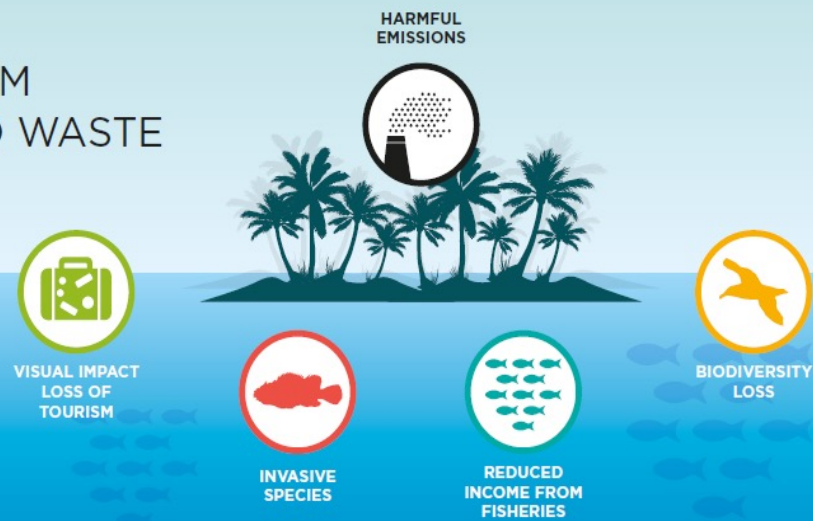 HARMFUL
EMISSIONS
M
WASTE
VISUAL IMPACT
LOSS OF
TOURISM
INVASIVE
SPECIES
REDUCED
INCOME FROM
FISHERIES
BIODIVERSITY
LOSS